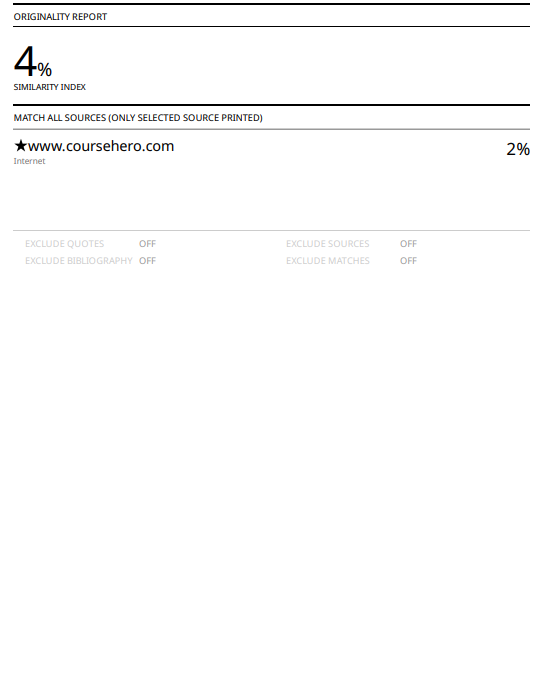 ORIGINALITY REPORT
4%
SIMILARITY INDEX
MATCH ALL SOURCES (ONLY SELECTED SOURCE PRINTED)
★www.coursehero.com 2%
Internet
EXCLUDE QUOTES OFF EXCLUDE SOURCES OFF
EXCLUDE BIBLIOGRAPHY OFF EXCLUDE MATCHES OFF